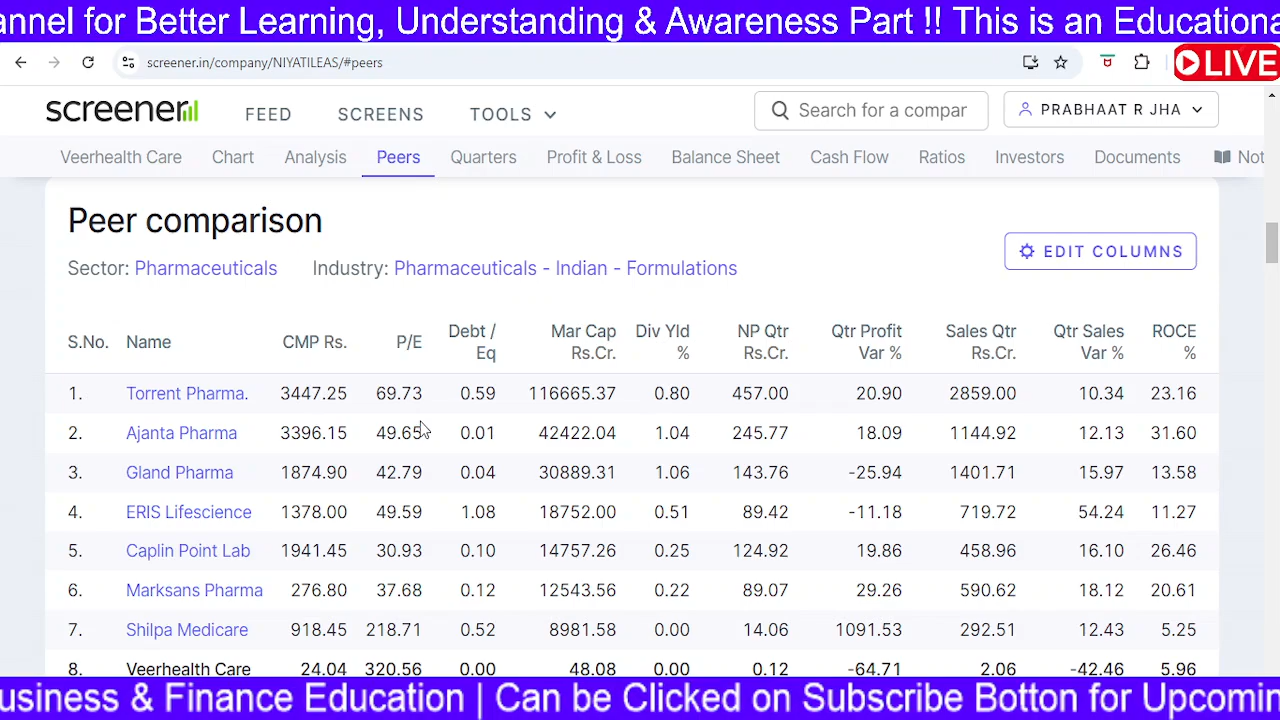 annel for Better Learning, Understanding & Awareness Part !! This is an Educationa
screener.in/company/NIYATILEAS/#peers
LIVE
screener
FEED SCREENS TOOLS
Search for a compar
PRABHAAT R JHA
Veerhealth Care Chart Analysis Peers Quarters Profit & Loss Balance Sheet Cash Flow Ratios Investors Documents Not
Peer comparison
EDIT COLUMNS
Sector: Pharmaceuticals Industry: Pharmaceuticals - Indian - Formulations
S.No. Name CMP Rs. P/E Debt / Eq Mar Cap Rs.Cr. Div Yld % NP Qtr Rs.Cr. Qtr Profit Var % Sales Qtr Rs.Cr. Qtr Sales Var % ROCE %
1. Torrent Pharma. 3447.25 69.73 0.59 116665.37 0.80 457.00 20.90 2859.00 10.34 23.16
2. Ajanta Pharma 3396.15 49.65 0.01 42422.04 1.04 245.77 18.09 1144.92 12.13 31.60
3. Gland Pharma 1874.90 42.79 0.04 30889.31 1.06 143.76 -25.94 1401.71 15.97 13.58
4. ERIS Lifescience 1378.00 49.59 1.08 18752.00 0.51 89.42 -11.18 719.72 54.24 11.27
5. Caplin Point Lab 1941.45 30.93 0.10 14757.26 0.25 124.92 19.86 458.96 16.10 26.46
6. Marksans Pharma 276.80 37.68 0.12 12543.56 0.22 89.07 29.26 590.62 18.12 20.61
7. Shilpa Medicare 918.45 218.71 0.52 8981.58 0.00 14.06 1091.53 292.51 12.43 5.25
8. Veerhealth Care 24.04 320.56 0.00 48.08 0.00 0.12 -64.71 2.06 -42.46 5.96
usiness & Finance Education | Can be Clicked on Subscribe Botton for Upcomin